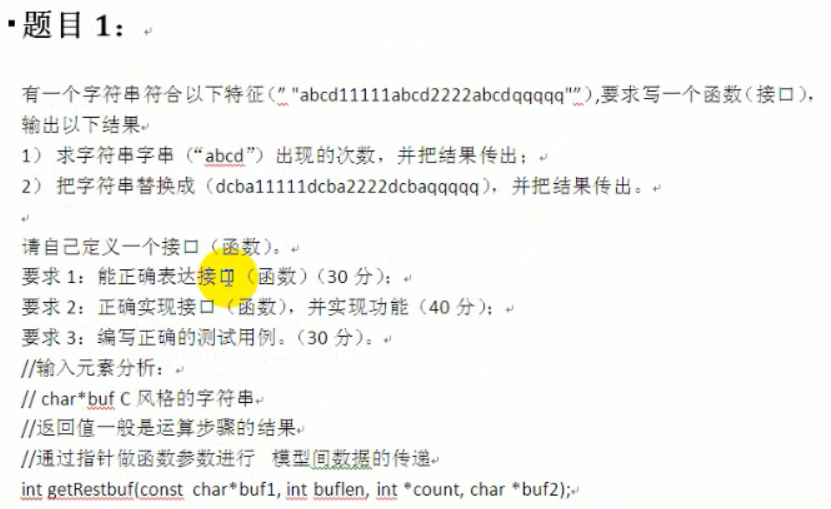 ▪题目 1：
有一个字符串符合以下特征(” "abcd11111abcd2222abcdqqqqq"”),要求写一个函数(接口)，
输出以下结果
1） 求字符串字串（“abcd”）出现的次数，并把结果传出；
2） 把字符串替换成（dcba11111dcba2222dcbaqqqqq），并把结果传出。
请自己定义一个接口（函数）。
要求 1：能正确表达接口（函数）（30 分）；
要求 2：正确实现接口（函数），并实现功能（40 分）；
要求 3：编写正确的测试用例。（30 分）。
//输入元素分析：
// char*buf C 风格的字符串
//返回值一般是运算步骤的结果
//通过指针做函数参数进行 模型间数据的传递
int getRestbuf(const char*buf1, int buflen, int *count, char *buf2);